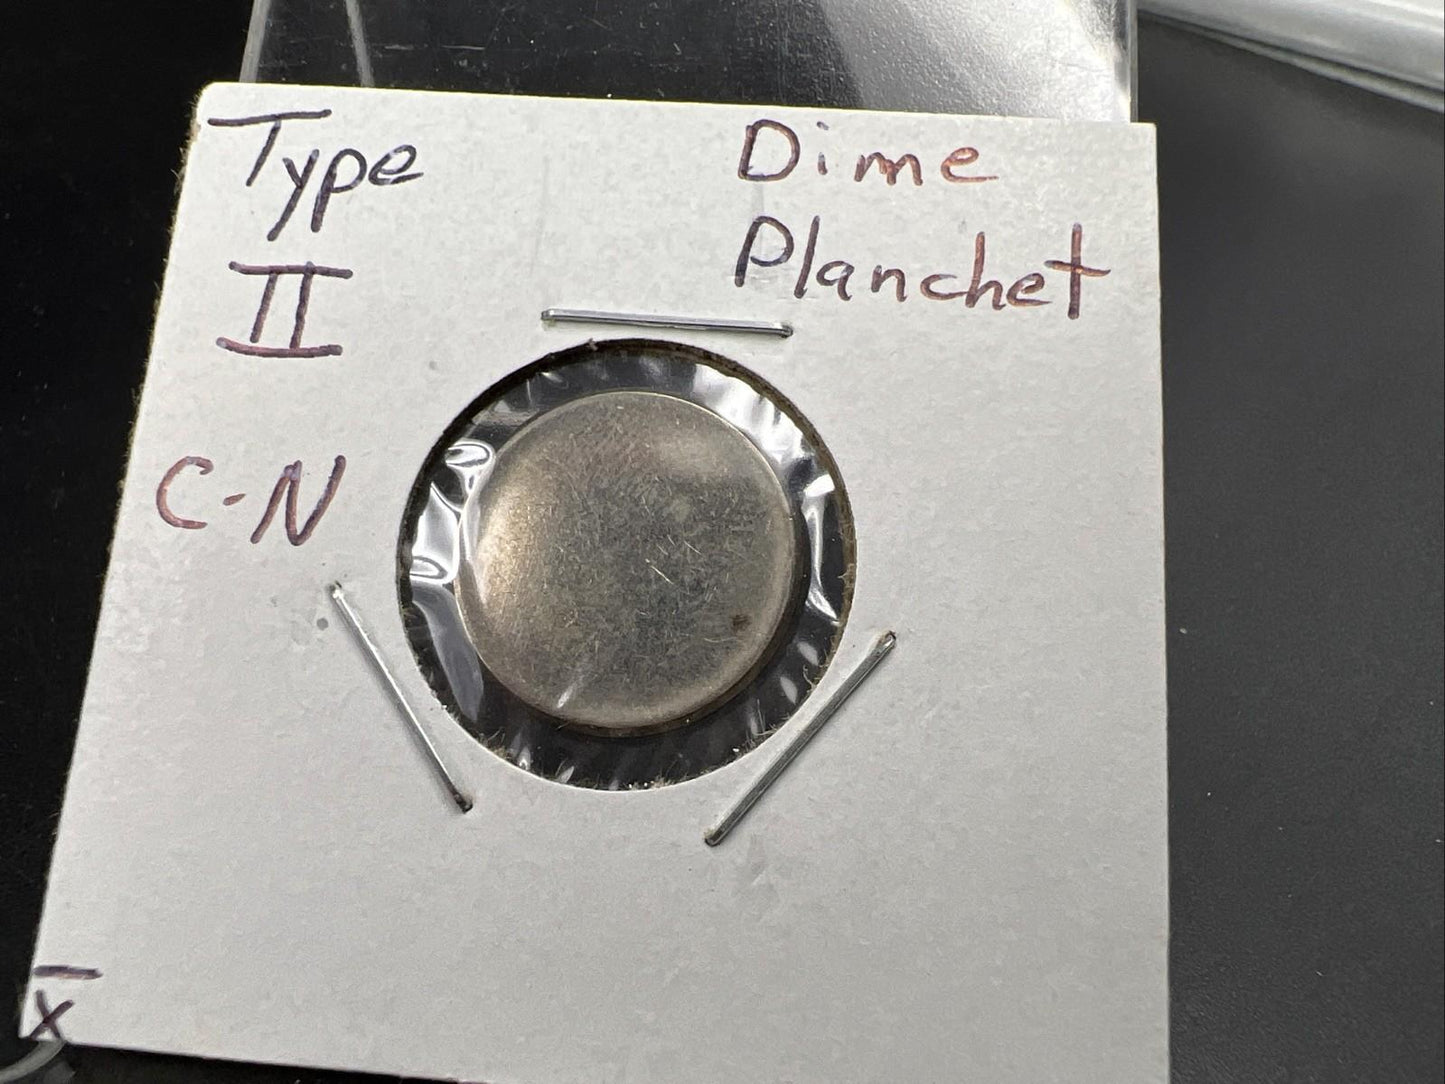 Type
II
C-N
Dime
Planchet
X